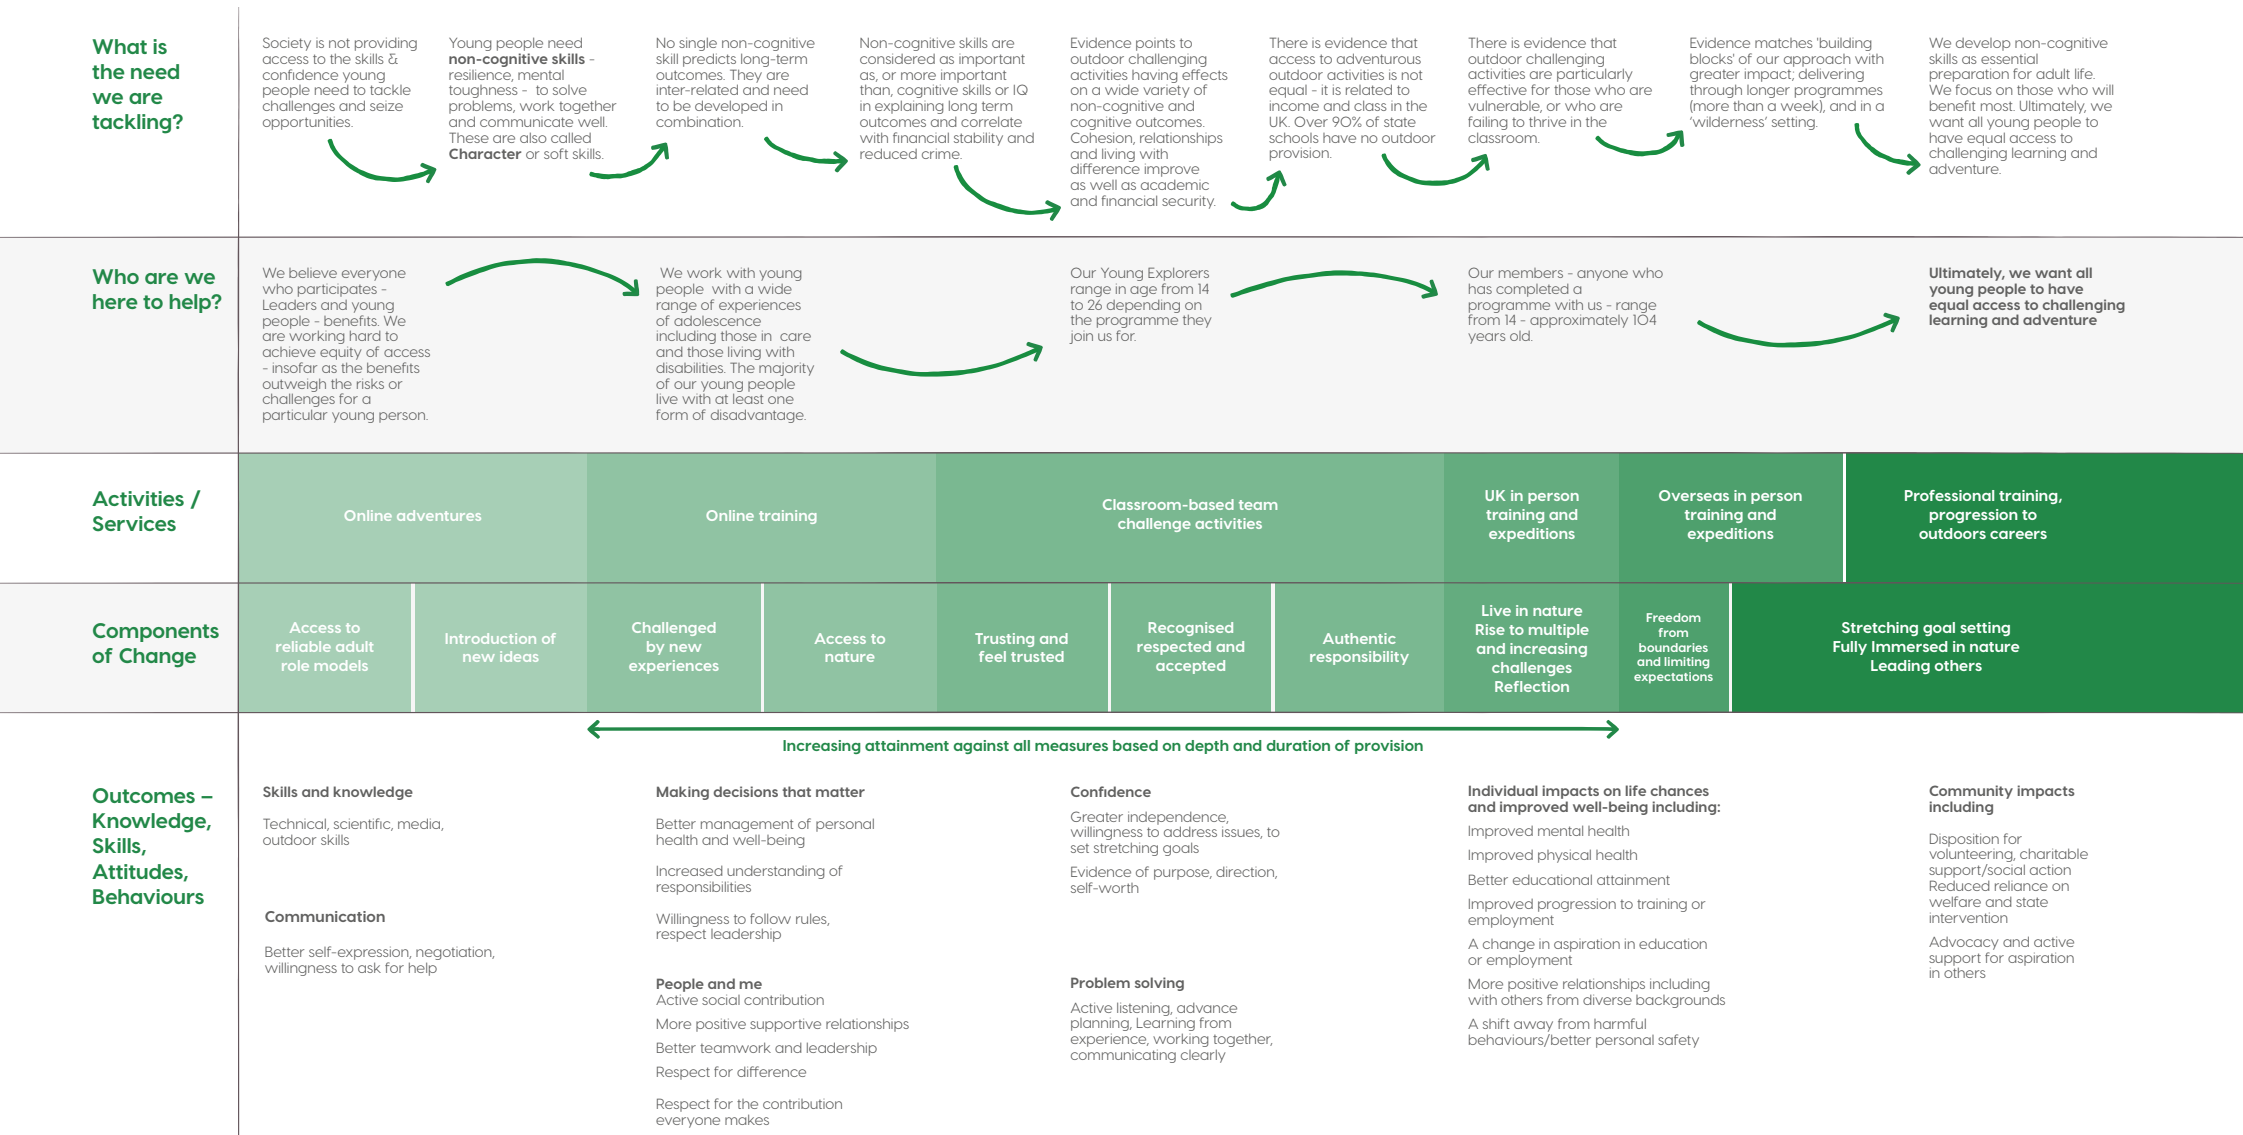 What is
the need
we are
tackling?
Society is not providing
access to the skills &
confidence young
people need to tackle
challenges and seize
opportunities.
Young people need
non-cognitive skills -
resilience, mental
toughness - to solve
problems, work together
and communicate well.
These are also called
Character or soft skills.
No single non-cognitive
skill predicts long-term
outcomes. They are
inter-related and need
to be developed in
combination.
Non-cognitive skills are
considered as important
as, or more important
than, cognitive skills or IQ
in explaining long term
outcomes and correlate
with financial stability and
reduced crime.
Evidence points to
outdoor challenging
activities having effects
on a wide variety of
non-cognitive and
cognitive outcomes.
Cohesion, relationships
and living with
difference improve
as well as academic
and financial security.
There is evidence that
access to adventurous
outdoor activities is not
equal - it is related to
income and class in the
UK. Over 90% of state
schools have no outdoor
provision.
There is evidence that
outdoor challenging
activities are particularly
effective for those who are
vulnerable, or who are
failing to thrive in the
classroom.
Evidence matches 'building
blocks' of our approach with
greater impact; delivering
through longer programmes
(more than a week), and in a
'wilderness' setting.
We develop non-cognitive
skills as essential
preparation for adult life.
We focus on those who will
benefit most. Ultimately, we
want all young people to
have equal access to
challenging learning and
adventure.
Who are we
here to help?
We believe everyone
who participates -
Leaders and young
people - benefits. We
are working hard to
achieve equity of access
- insofar as the benefits
outweigh the risks or
challenges for a
particular young person.
We work with young
people with a wide
range of experiences
of adolescence
including those in care
and those living with
disabilities. The majority
of our young people
live with at least one
form of disadvantage.
Our Young Explorers
range in age from 14
to 26 depending on
the programme they
join us for.
Our members - anyone who
has completed a
programme with us - range
from 14 - approximately 104
years old.
Ultimately, we want all
young people to have
equal access to challenging
learning and adventure
Activities /
Services
Online adventures
Online training
Classroom-based team
challenge activities
UK in person
training and
expeditions
Overseas in person
training and
expeditions
Professional training,
progression to
outdoors careers
Components
of Change
Access to
reliable adult
role models
Introduction of
new ideas
Challenged
by new
experiences
Access to
nature
Trusting and
feel trusted
Recognised
respected and
accepted
Authentic
responsibility
Live in nature
Rise to multiple
and increasing
challenges
Reflection
Freedom
from
boundaries
and limiting
expectations
Stretching goal setting
Fully Immersed in nature
Leading others
Increasing attainment against all measures based on depth and duration of provision
Outcomes –
Knowledge,
Skills,
Attitudes,
Behaviours
Skills and knowledge
Technical, scientific, media,
outdoor skills
Communication
Better self-expression, negotiation,
willingness to ask for help
Making decisions that matter
Better management of personal
health and well-being
Increased understanding of
responsibilities
Willingness to follow rules,
respect leadership
People and me
Active social contribution
More positive supportive relationships
Better teamwork and leadership
Respect for difference
Respect for the contribution
everyone makes
Confidence
Greater independence,
willingness to address issues, to
set stretching goals
Evidence of purpose, direction,
self-worth
Problem solving
Active listening, advance
planning, Learning from
experience, working together,
communicating clearly
Individual impacts on life chances
and improved well-being including:
Improved mental health
Improved physical health
Better educational attainment
Improved progression to training or
employment
A change in aspiration in education
or employment
More positive relationships including
with others from diverse backgrounds
A shift away from harmful
behaviours/better personal safety
Community impacts
including
Disposition for
volunteering, charitable
support/social action
Reduced reliance on
welfare and state
intervention
Advocacy and active
support for aspiration
in others